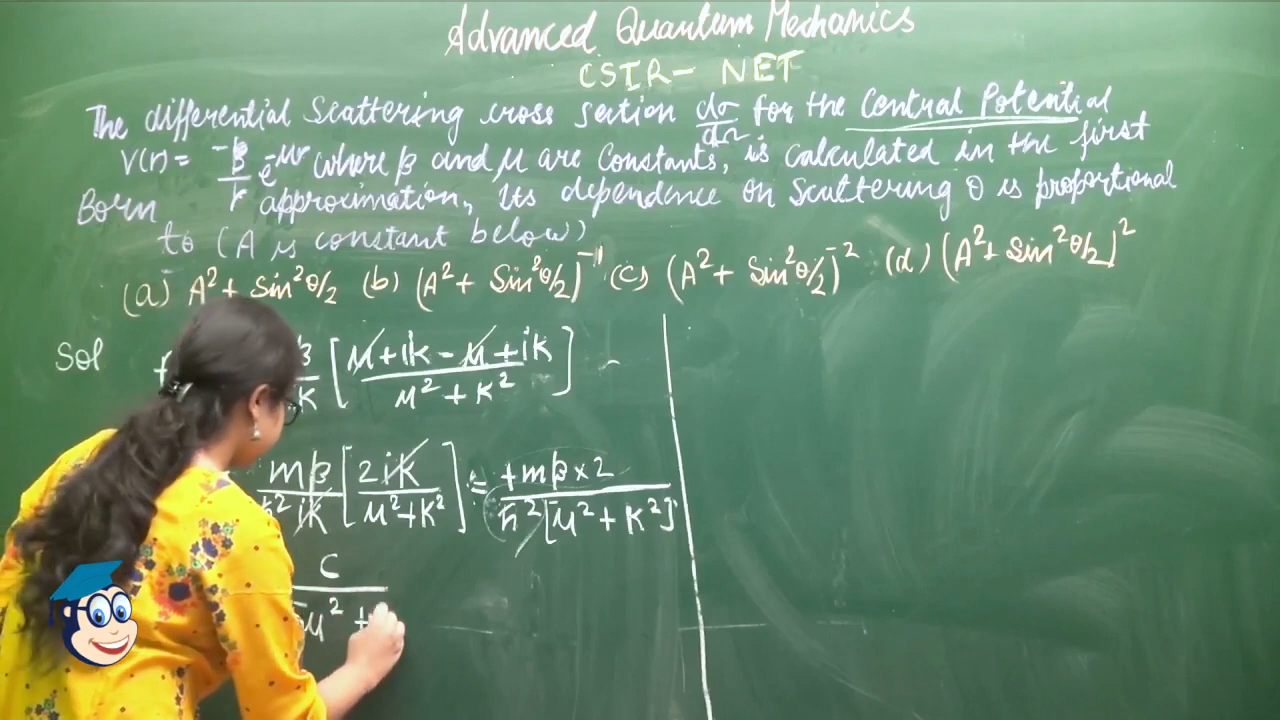 Advanced Quantum Mechanics
CSIR- NET
The differential Scattering cross section dσ/dΩ for the Central Potential
V(r) = -β/r e^-μr where β and μ are constants, is calculated in the first
Born approximation, Its dependence on Scattering θ is proportional
to (A is constant below)
(a) A²+ Sin²θ/2 (b) (A²+ Sin²θ/2)^-1 (c) (A²+ Sin²θ/2)^-2 (d) (A²+ Sin²θ/2)²
Sol [μ+ik-μ+ik / μ²+K²]
mβ/ħ²ik [2ik / μ²+K²] = +mβ×2 / ħ²[μ²+K²]
C / μ² +